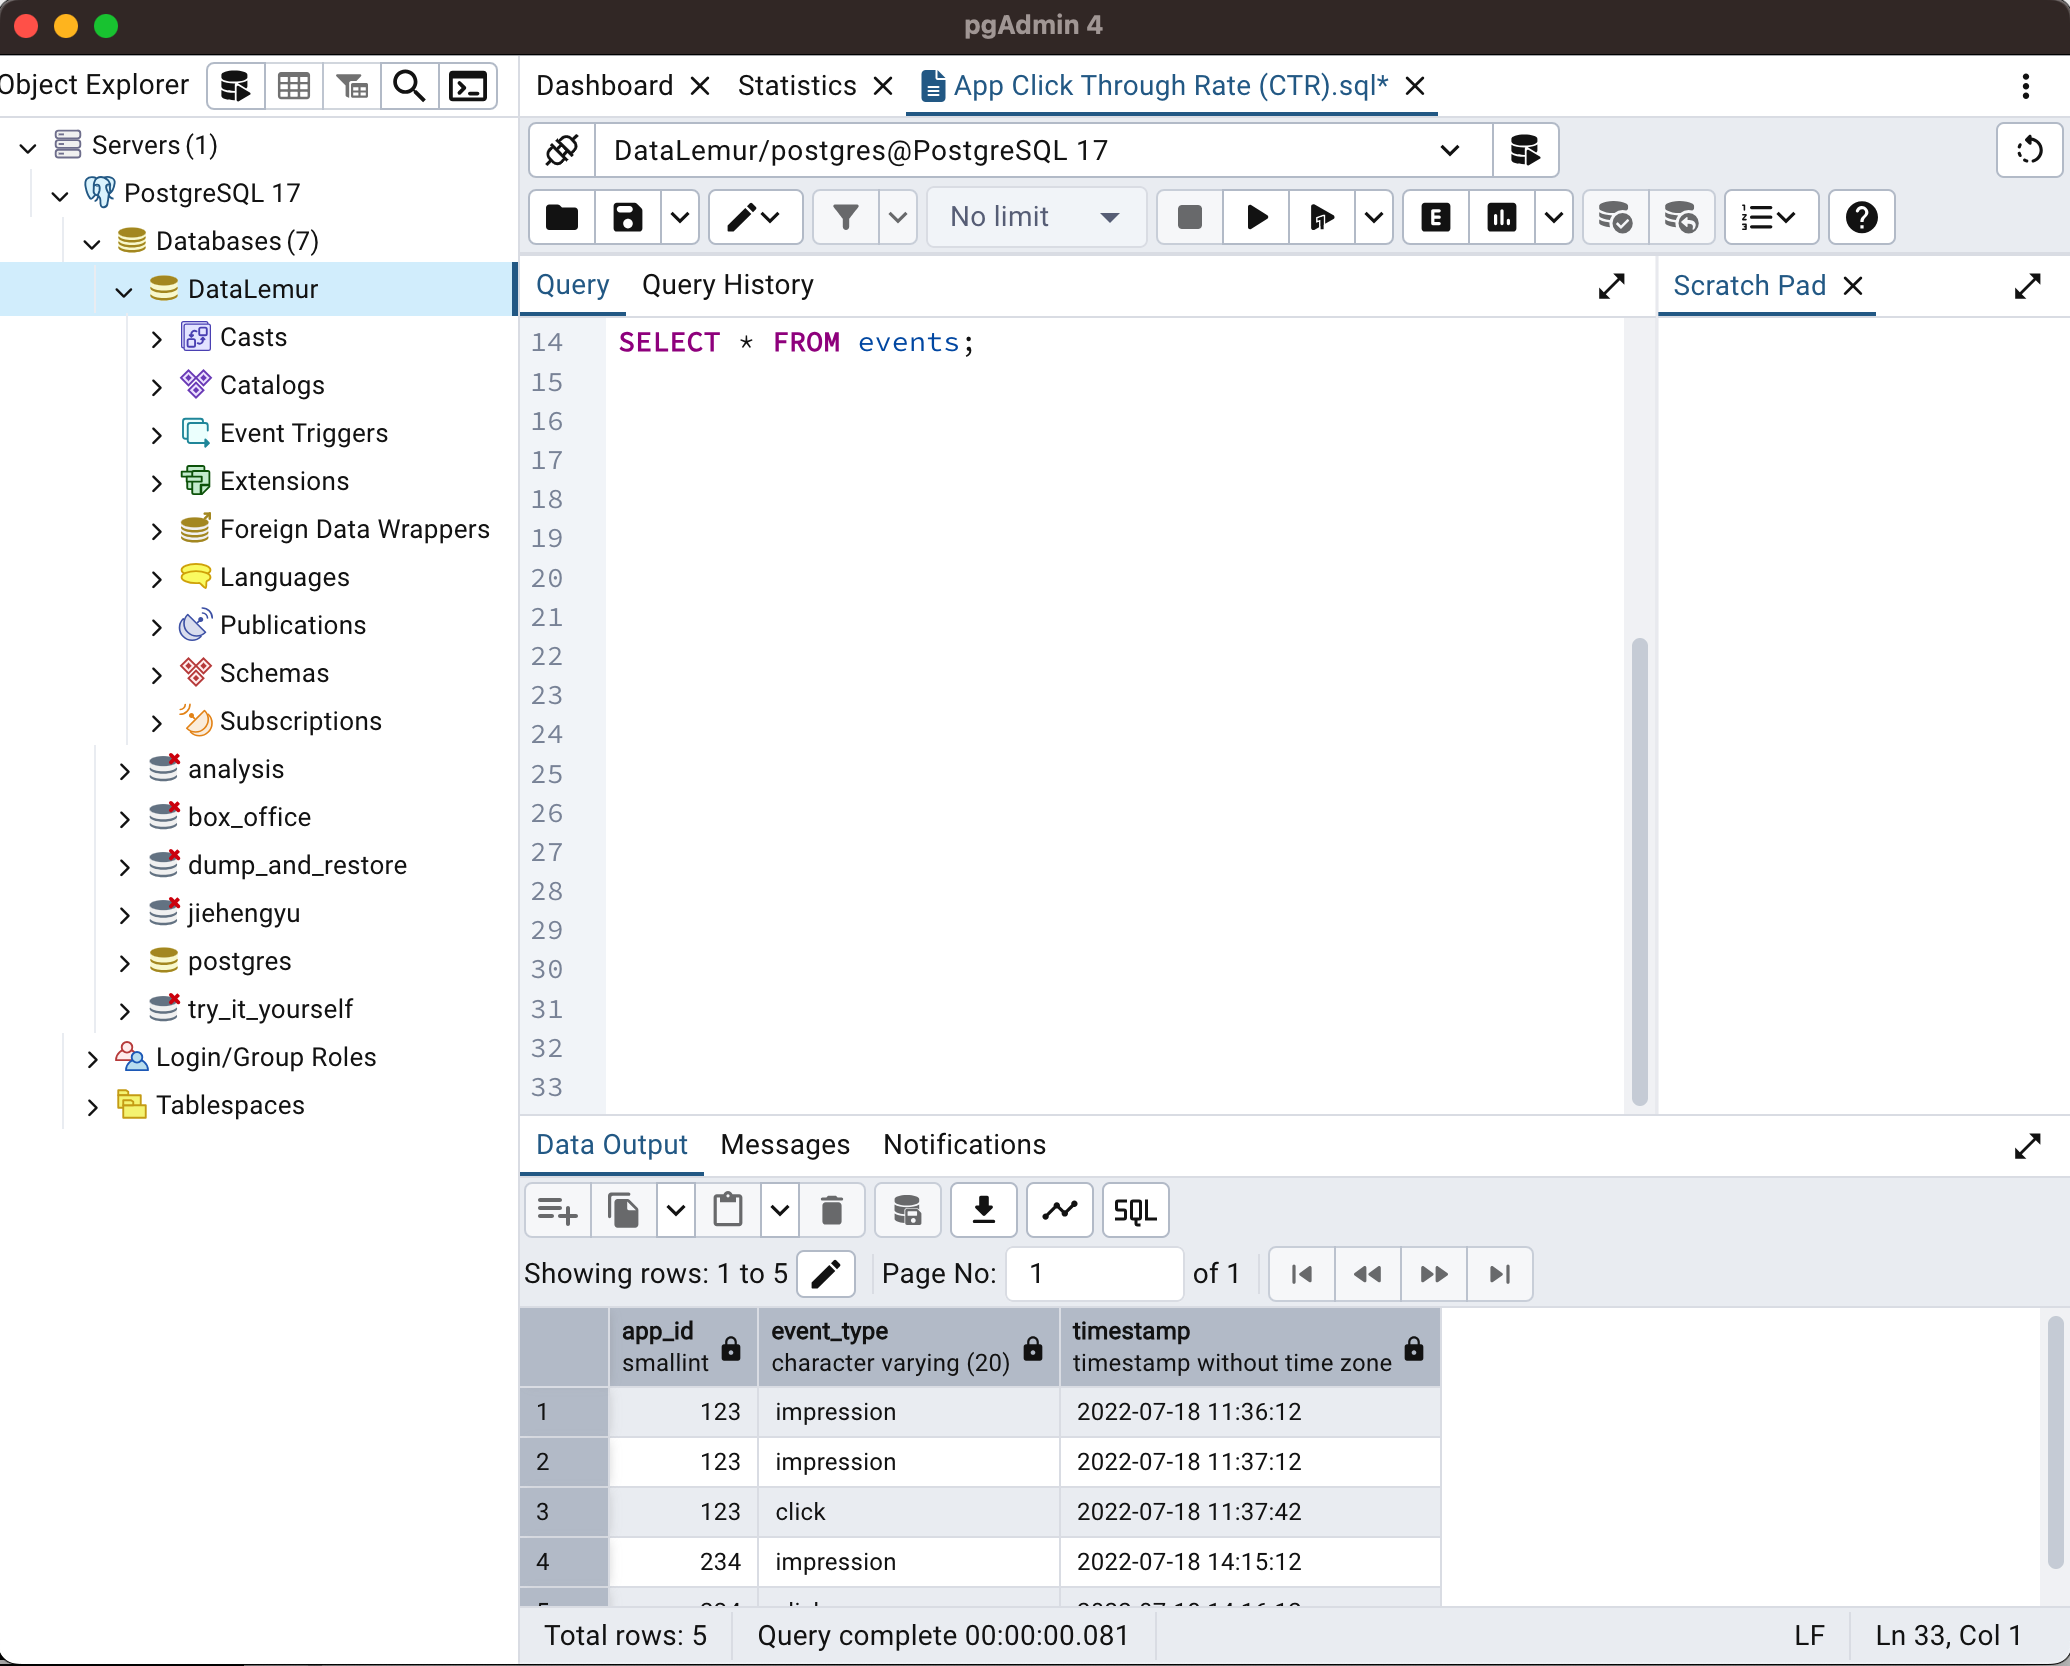 pgAdmin 4
Object Explorer
Dashboard
Statistics
App Click Through Rate (CTR).sql*
Servers (1)
PostgreSQL 17
Databases (7)
DataLemur
Casts
Catalogs
Event Triggers
Extensions
Foreign Data Wrappers
Languages
Publications
Schemas
Subscriptions
analysis
box_office
dump_and_restore
jiehengyu
postgres
try_it_yourself
Login/Group Roles
Tablespaces
DataLemur/postgres@PostgreSQL 17
No limit
E
Query
Query History
Scratch Pad
14 SELECT * FROM events;
15
16
17
18
19
20
21
22
23
24
25
26
27
28
29
30
31
32
33
Data Output
Messages
Notifications
SQL
Showing rows: 1 to 5
Page No: 1 of 1
app_id event_type timestamp
smallint character varying (20) timestamp without time zone
1 123 impression 2022-07-18 11:36:12
2 123 impression 2022-07-18 11:37:12
3 123 click 2022-07-18 11:37:42
4 234 impression 2022-07-18 14:15:12
Total rows: 5
Query complete 00:00:00.081
LF
Ln 33, Col 1